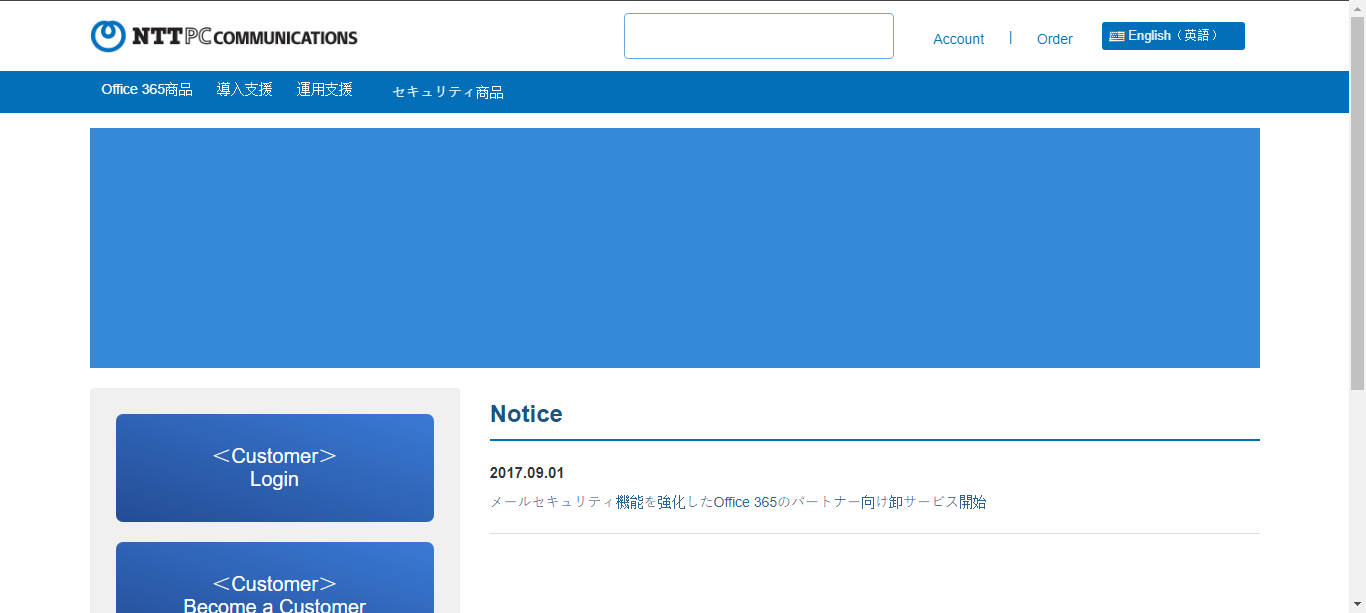 NTTPC COMMUNICATIONS
Account | Order
English（英語）
Office 365商品 導入支援 運用支援 セキュリティ商品
＜Customer＞
Login
＜Customer＞
Become a Customer
Notice
2017.09.01
メールセキュリティ機能を強化したOffice 365のパートナー向け卸サービス開始